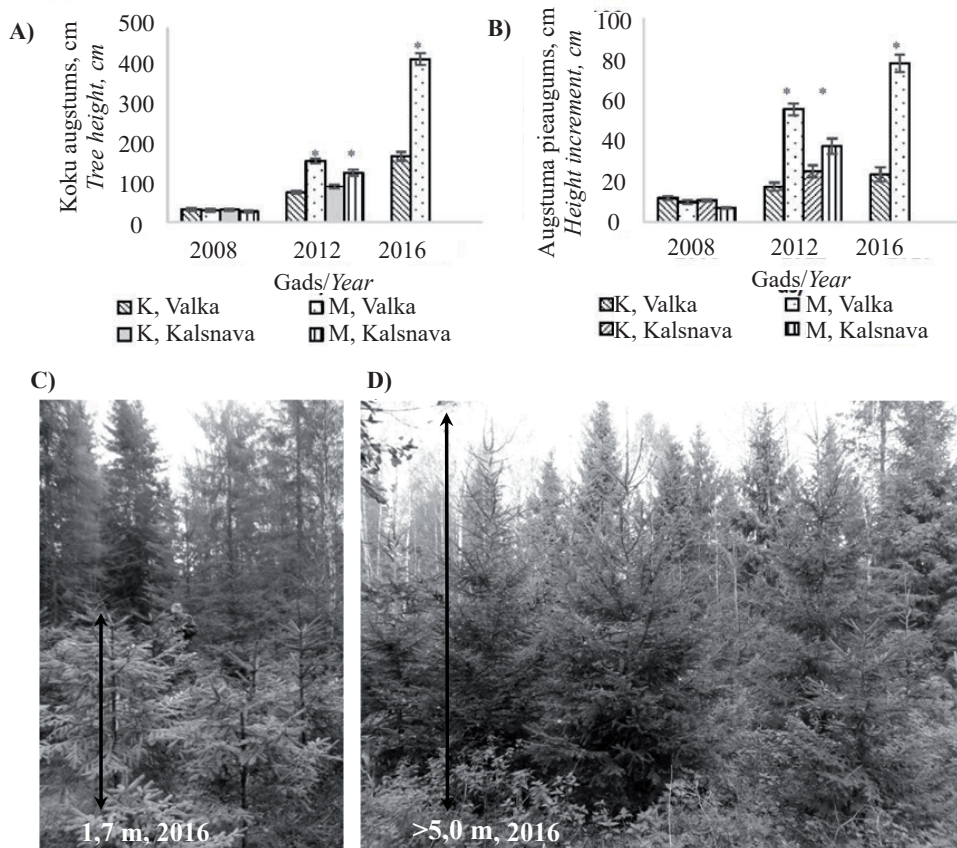 A)
Koku augstums, cm
Tree height, cm
500
400
300
200
100
0
*
*
*
2008
2012
2016
Gads/Year
K, Valka
M, Valka
K, Kalsnava
M, Kalsnava
B)
Augstuma pieaugums, cm
Height increment, cm
100
80
60
40
20
0
*
*
*
2008
2012
2016
Gads/Year
K, Valka
M, Valka
K, Kalsnava
M, Kalsnava
C)
1,7 m, 2016
D)
>5,0 m, 2016